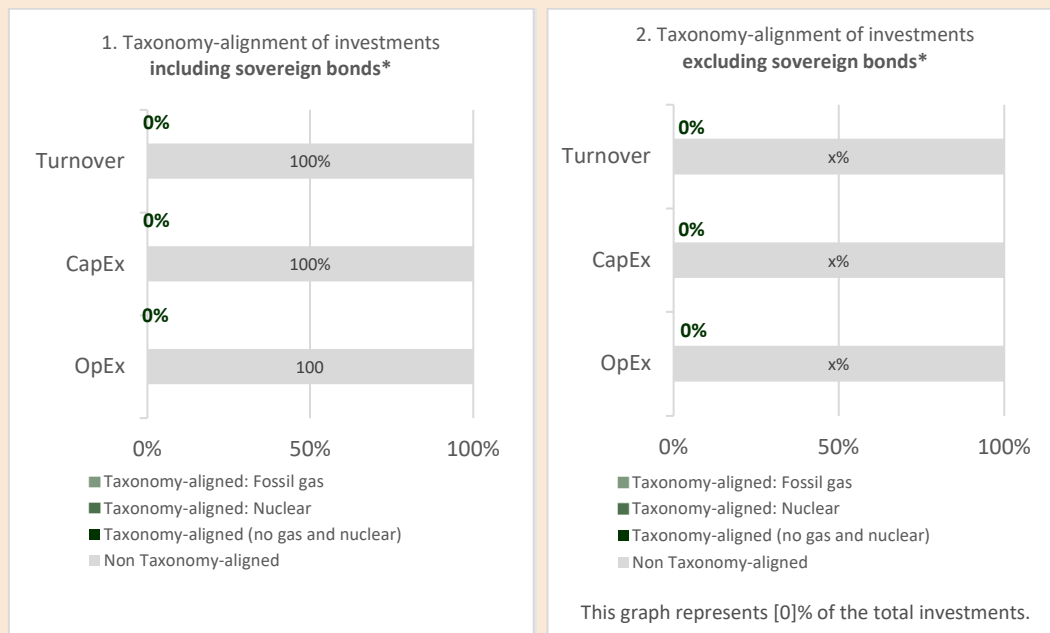 1. Taxonomy-alignment of investments
including sovereign bonds*
0%
Turnover
100%
0%
CapEx
100%
0%
OpEx
100
0%
50%
100%
Taxonomy-aligned: Fossil gas
Taxonomy-aligned: Nuclear
Taxonomy-aligned (no gas and nuclear)
Non Taxonomy-aligned
2. Taxonomy-alignment of investments
excluding sovereign bonds*
0%
Turnover
x%
0%
CapEx
x%
0%
OpEx
x%
0%
50%
100%
Taxonomy-aligned: Fossil gas
Taxonomy-aligned: Nuclear
Taxonomy-aligned (no gas and nuclear)
Non Taxonomy-aligned
This graph represents [0]% of the total investments.